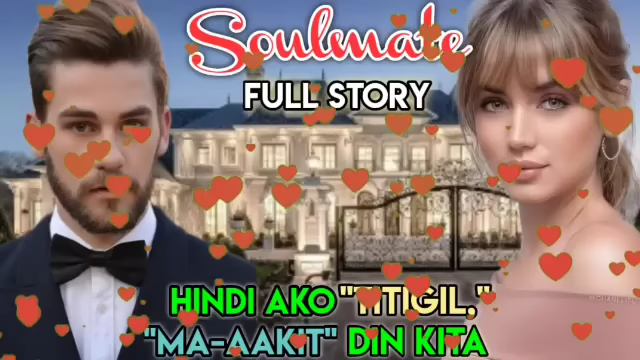 Soulmate
FULL STORY
HINDI AKO "TITIGIL,"
"MA-AAKIT" DIN KITA